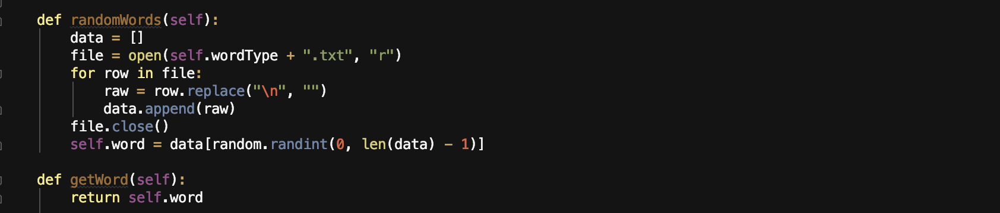 def randomWords(self):
    data = []
    file = open(self.wordType + ".txt", "r")
    for row in file:
        raw = row.replace("\n", "")
        data.append(raw)
    file.close()
    self.word = data[random.randint(0, len(data) - 1)]
def getWord(self):
    return self.word